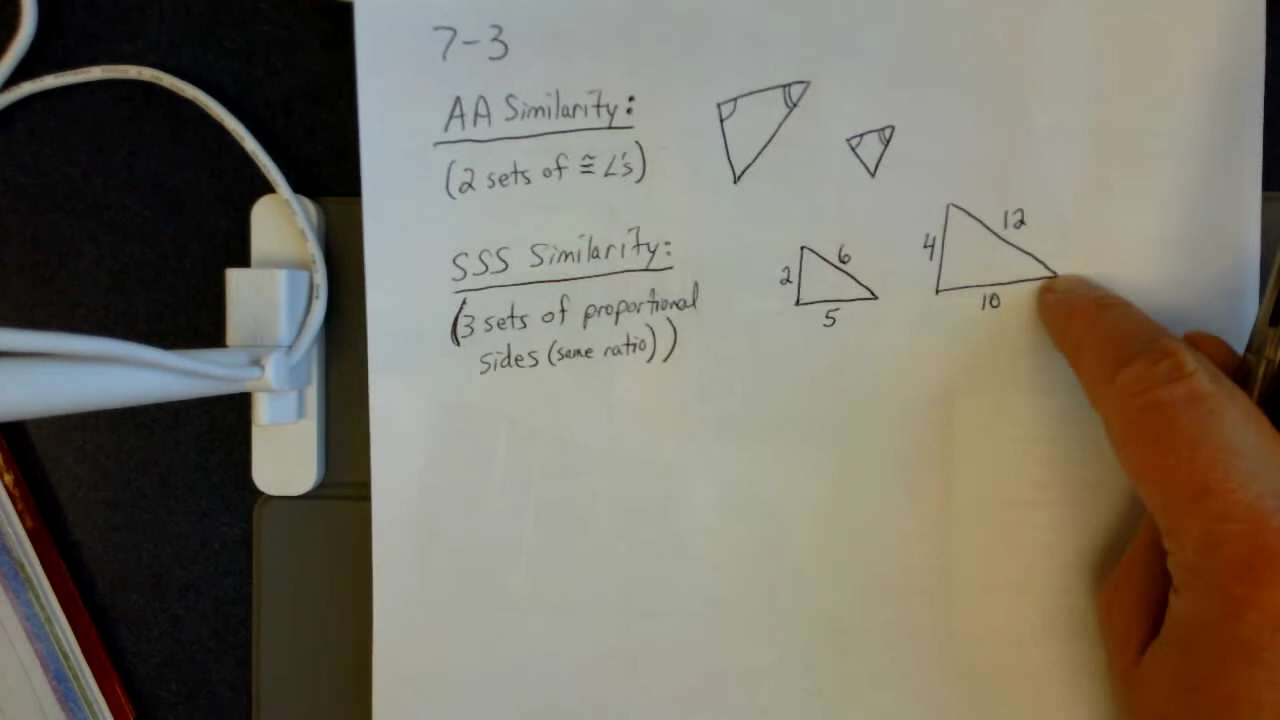 7-3
AA Similarity:
(2 sets of ≅ ∠'s)
SSS Similarity:
(3 sets of proportional
sides (same ratio))
2
6
5
4
12
10